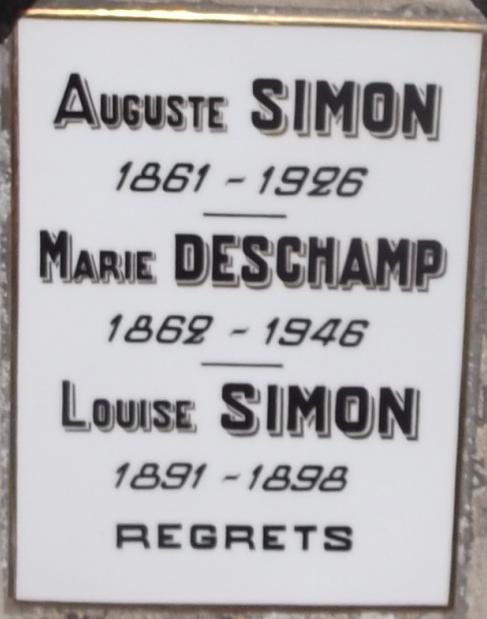 Auguste SIMON
1861 - 1926
Marie DESCHAMP
1862 - 1946
Louise SIMON
1891 - 1898
REGRETS